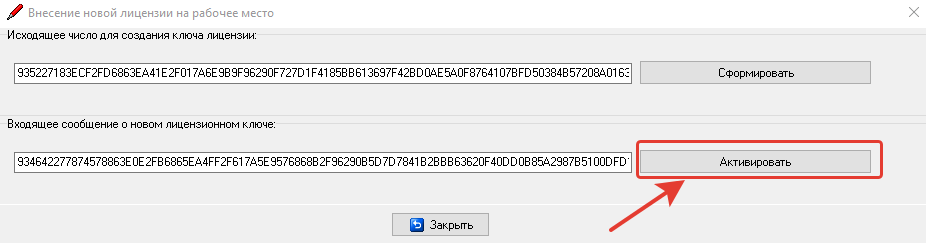 Внесение новой лицензии на рабочее место
Исходящее число для создания ключа лицензии:
935227183ECF2FD6863EA41E2F017A6E9B9F96290F727D1F4185BB613697F42BD0AE5A0F8764107BFD50384B57208A0163
Сформировать
Входящее сообщение о новом лицензионном ключе:
934642277874578863E0E2FB6865EA4FF2F617A5E9576868B2F96290B5D7D7841B2BBB63620F40DD0B85A2987B5100DFD1
Активировать
Закрыть